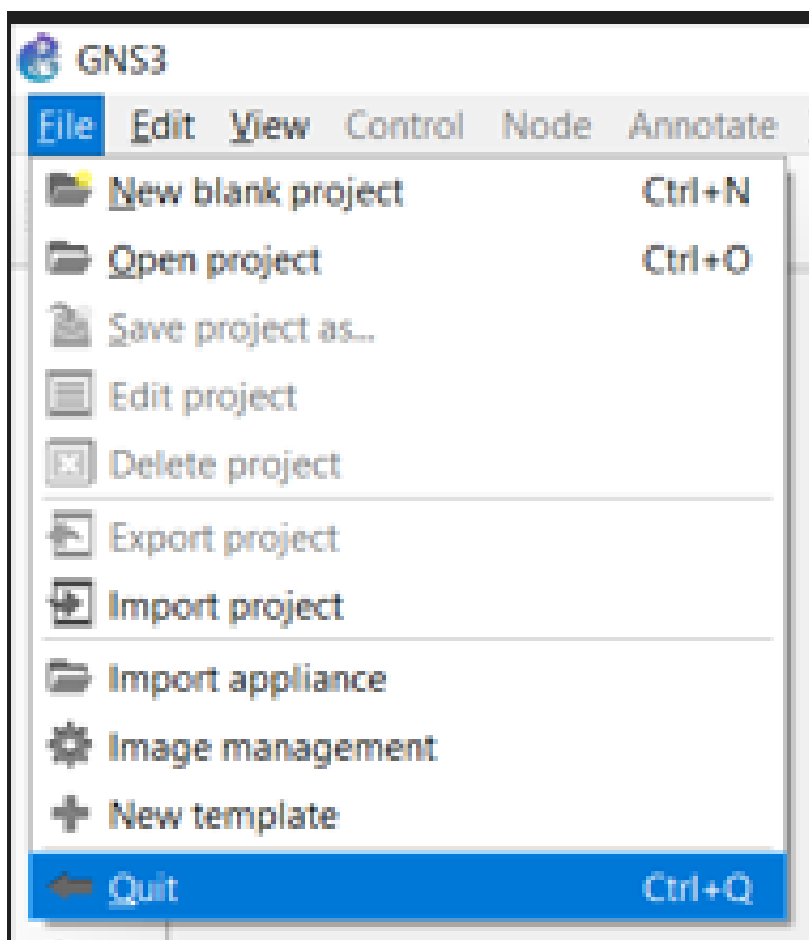 GNS3
File Edit View Control Node Annotate
New blank project Ctrl+N
Open project Ctrl+O
Save project as...
Edit project
Delete project
Export project
Import project
Import appliance
Image management
New template
Quit Ctrl+Q